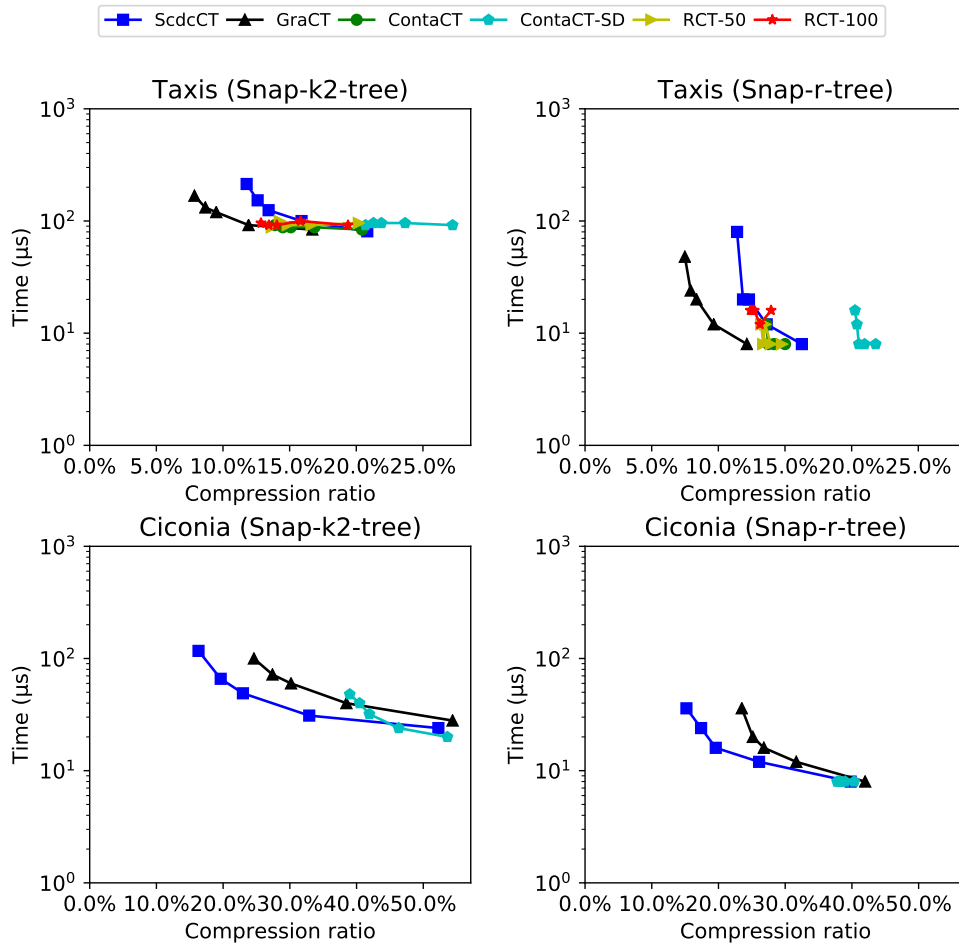 ScdcCT GraCT ContaCT ContaCT-SD RCT-50 RCT-100
Taxis (Snap-k2-tree)
10^3
10^2
10^1
10^0
Time (µs)
0.0% 5.0% 10.0% 15.0% 20.0% 25.0%
Compression ratio
Taxis (Snap-r-tree)
10^3
10^2
10^1
10^0
Time (µs)
0.0% 5.0% 10.0% 15.0% 20.0% 25.0%
Compression ratio
Ciconia (Snap-k2-tree)
10^3
10^2
10^1
10^0
Time (µs)
0.0% 10.0% 20.0% 30.0% 40.0% 50.0%
Compression ratio
Ciconia (Snap-r-tree)
10^3
10^2
10^1
10^0
Time (µs)
0.0% 10.0% 20.0% 30.0% 40.0% 50.0%
Compression ratio